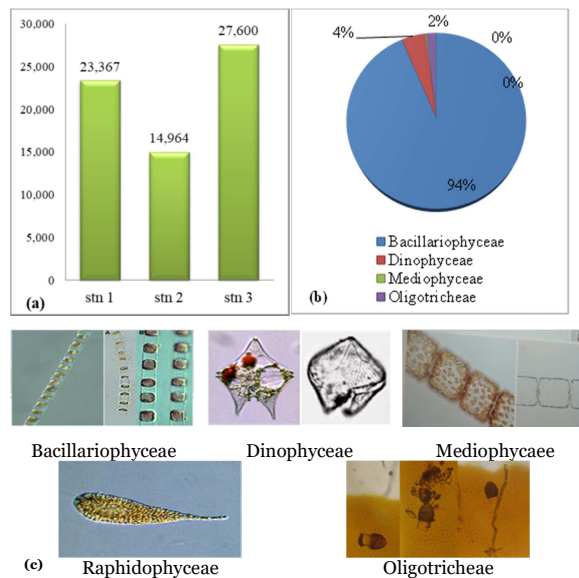 30,000
25,000
20,000
15,000
10,000
5,000
0
23,367
14,964
27,600
stn 1
stn 2
stn 3
(a)
2%
4%
0%
0%
94%
Bacillariophyceae
Dinophyceae
Mediophyceae
Oligotricheae
(b)
A
Bacillariophyceae
Dinophyceae
Mediophycaee
Raphidophyceae
Oligotricheae
(c)